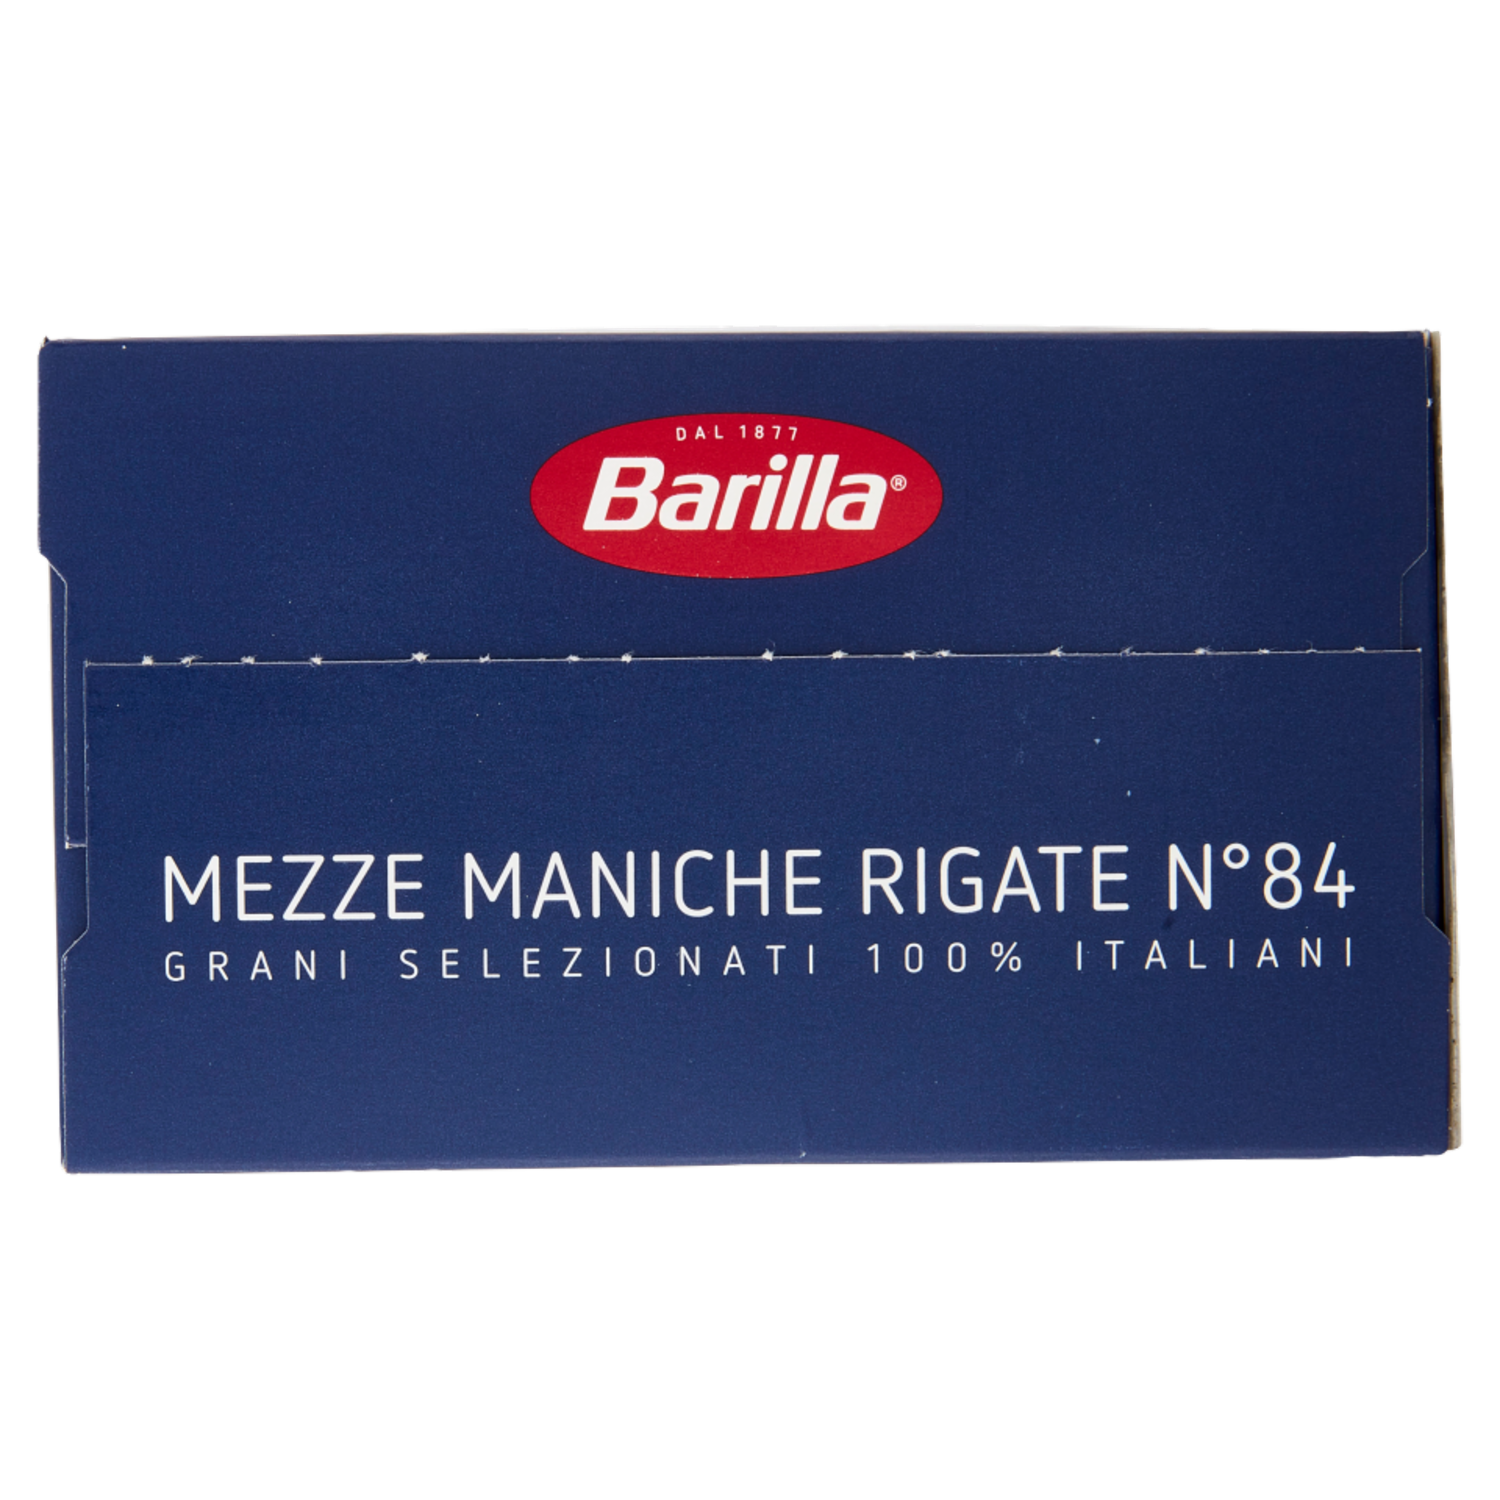 DAL 1877
Barilla®
MEZZE MANICHE RIGATE N°84
GRANI SELEZIONATI 100% ITALIANI